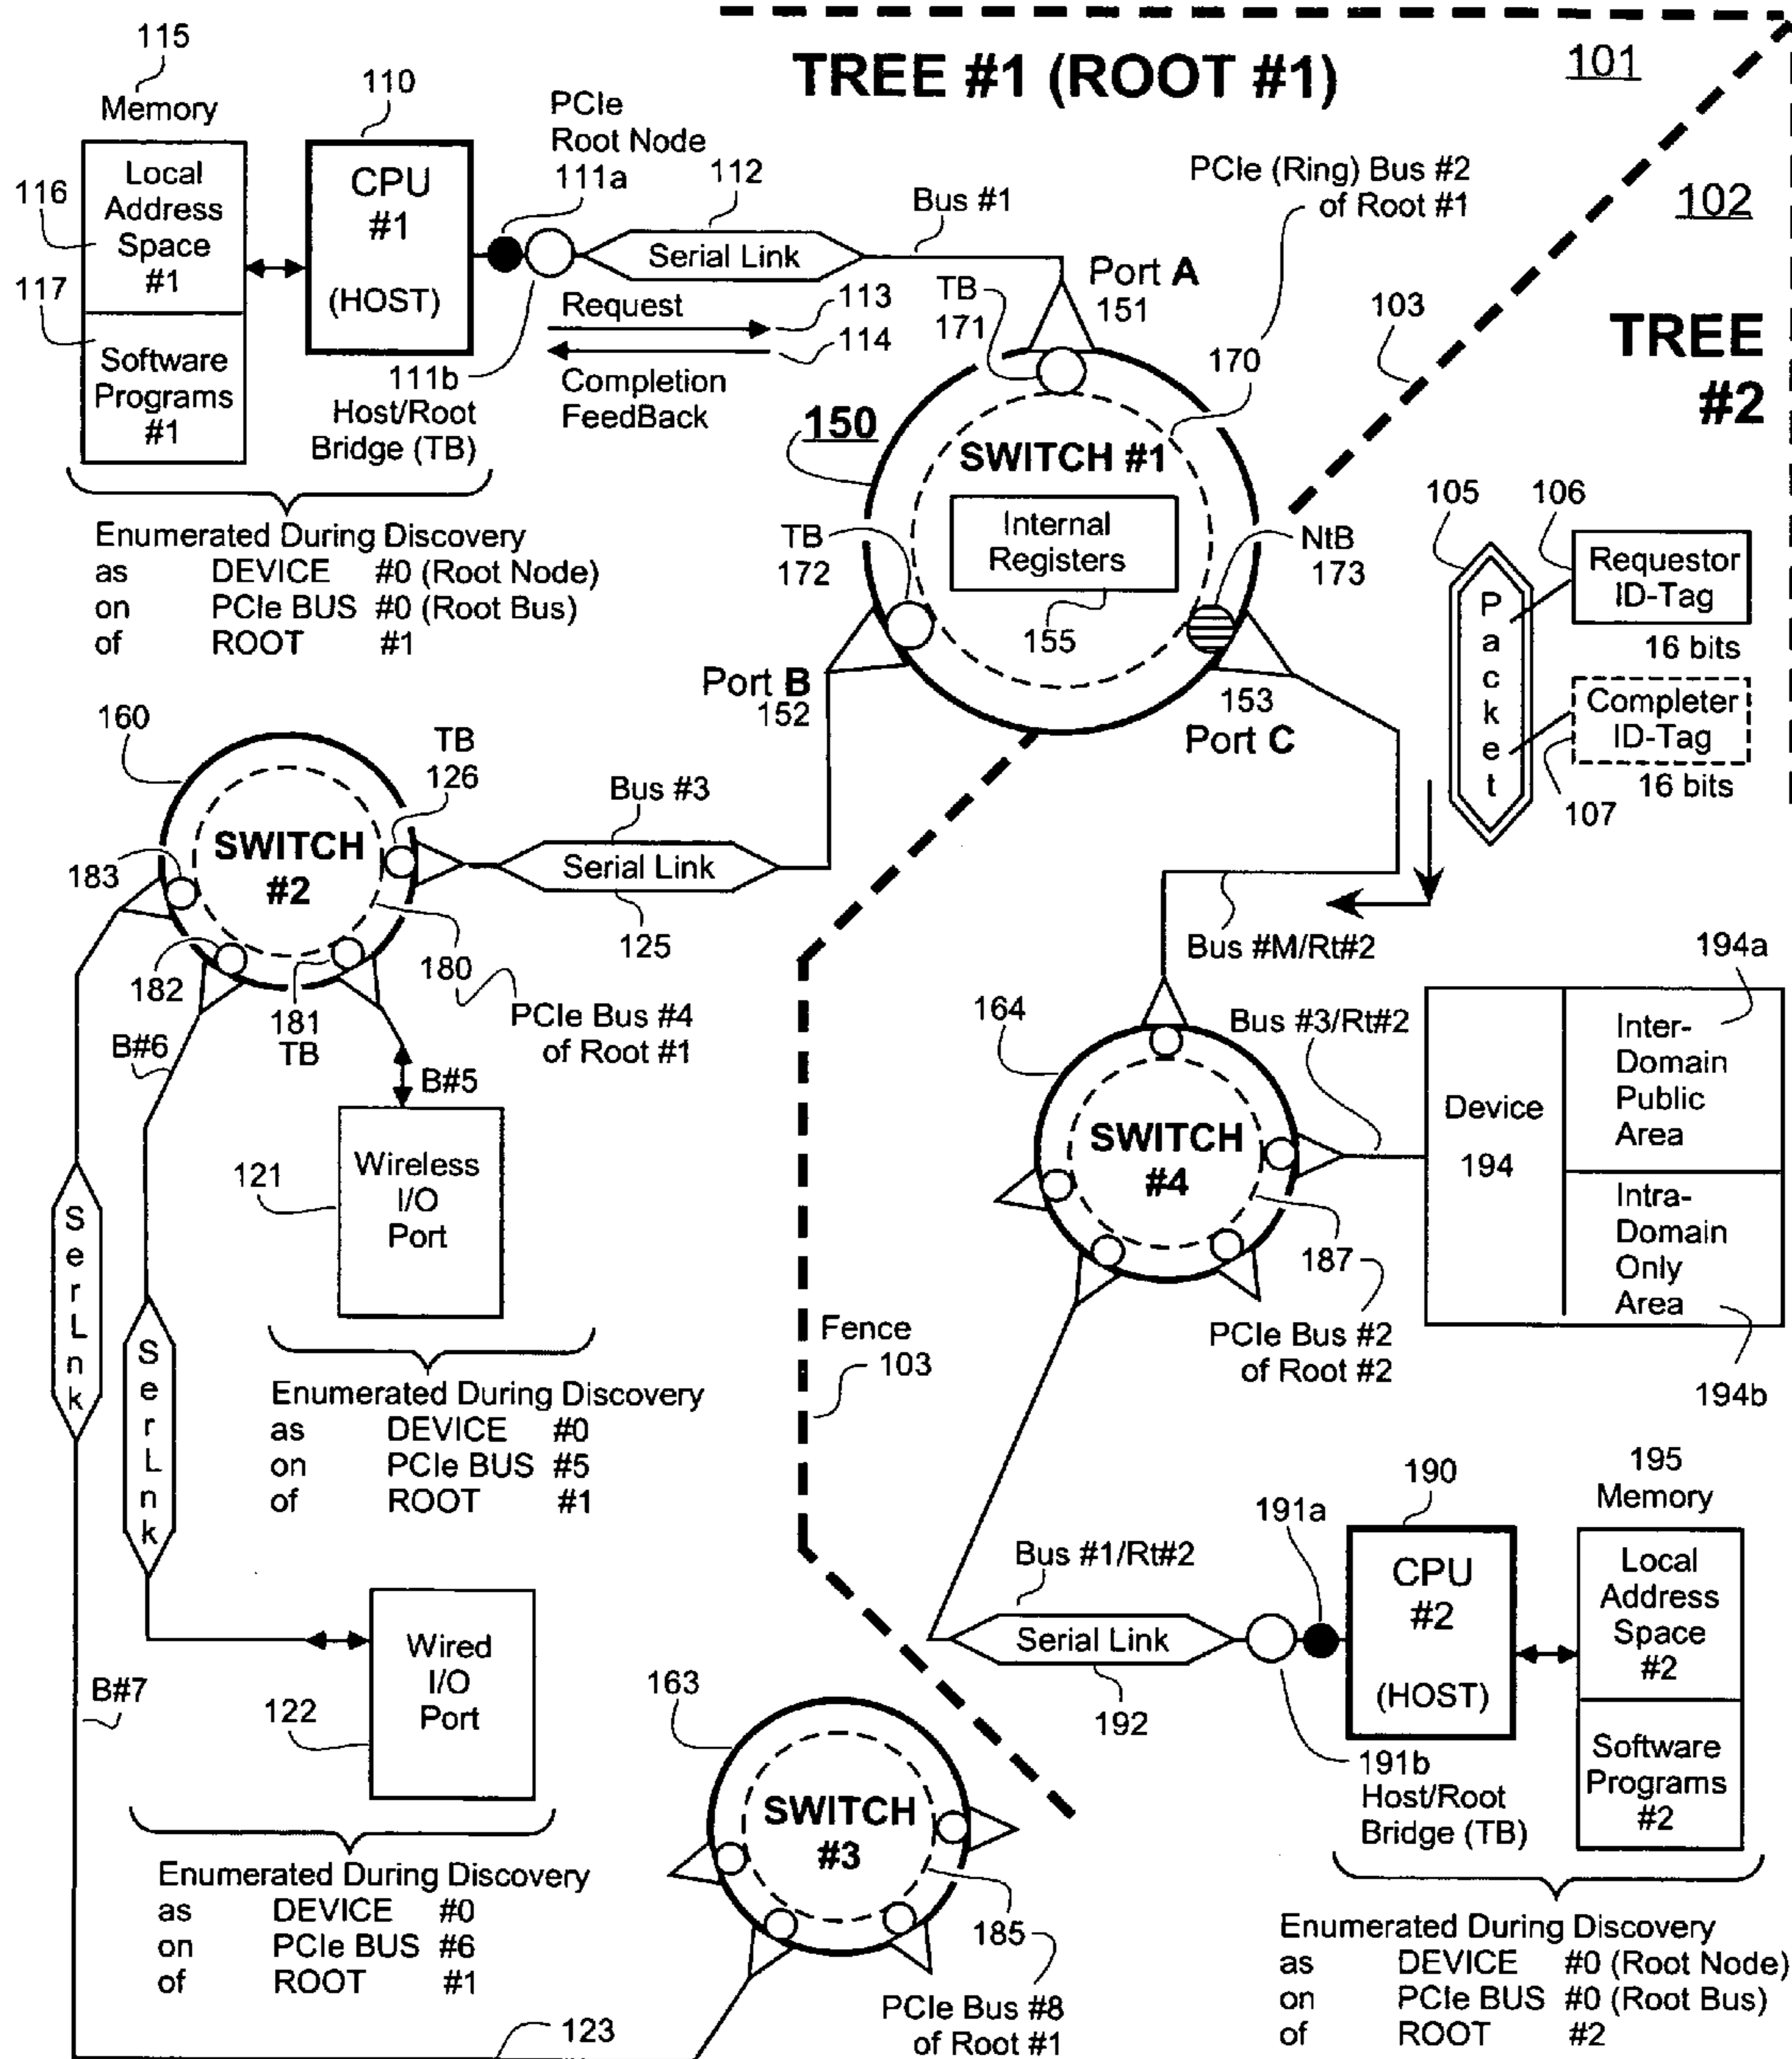 TREE #1 (ROOT #1)
101
102
TREE
#2
103
115
Memory
116
Local
Address
Space
#1
117
Software
Programs
#1
110
CPU
#1
(HOST)
PCIe
Root Node
111a
112
Serial Link
Bus #1
Request
113
114
Completion
FeedBack
111b
Host/Root
Bridge (TB)
Enumerated During Discovery
as DEVICE #0 (Root Node)
on PCIe BUS #0 (Root Bus)
of ROOT #1
PCIe (Ring) Bus #2
of Root #1
Port A
151
TB
171
170
150
SWITCH #1
Internal
Registers
155
TB
172
NtB
173
Port B
152
153
Port C
105
106
Packet
Requestor
ID-Tag
16 bits
Completer
ID-Tag
16 bits
107
160
SWITCH
#2
TB
126
Bus #3
Serial Link
125
183
182
181
TB
180
PCIe Bus #4
of Root #1
B#6
B#5
121
Wireless
I/O
Port
Enumerated During Discovery
as DEVICE #0
on PCIe BUS #5
of ROOT #1
SerLnk
SerLnk
B#7
122
Wired
I/O
Port
Enumerated During Discovery
as DEVICE #0
on PCIe BUS #6
of ROOT #1
123
Fence
103
163
SWITCH
#3
185
PCIe Bus #8
of Root #1
Bus #M/Rt#2
164
SWITCH
#4
Bus #3/Rt#2
187
PCIe Bus #2
of Root #2
Device
194
194a
Inter-
Domain
Public
Area
Intra-
Domain
Only
Area
194b
Bus #1/Rt#2
Serial Link
192
191a
191b
Host/Root
Bridge (TB)
190
CPU
#2
(HOST)
195
Memory
Local
Address
Space
#2
Software
Programs
#2
Enumerated During Discovery
as DEVICE #0 (Root Node)
on PCIe BUS #0 (Root Bus)
of ROOT #2